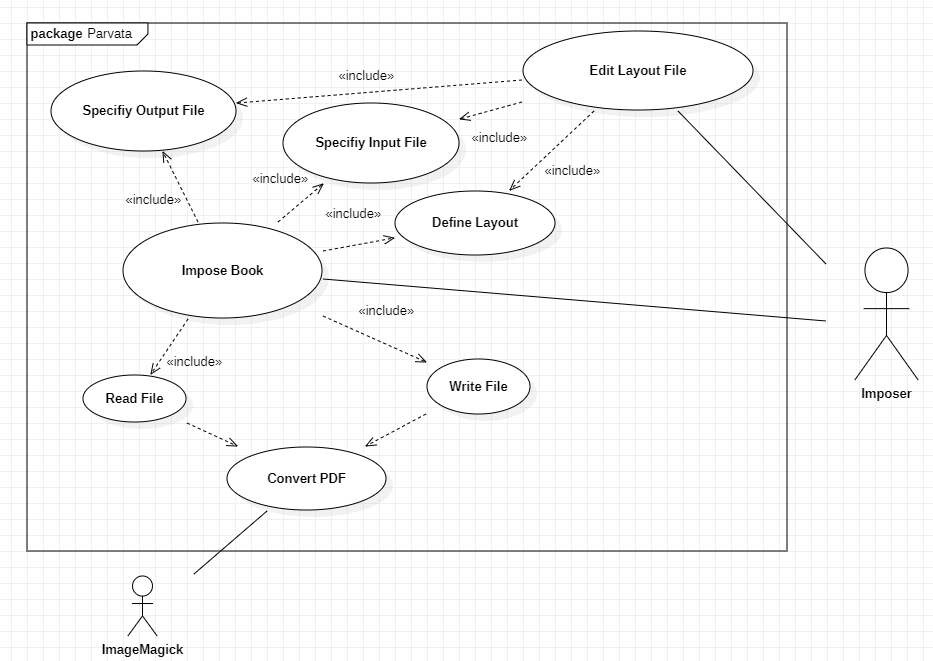 package Parvata
Edit Layout File
«include»
Specifiy Output File
Specifiy Input File
«include»
«include»
«include»
«include»
«include»
Define Layout
Impose Book
«include»
«include»
Write File
Read File
Imposer
Convert PDF
ImageMagick